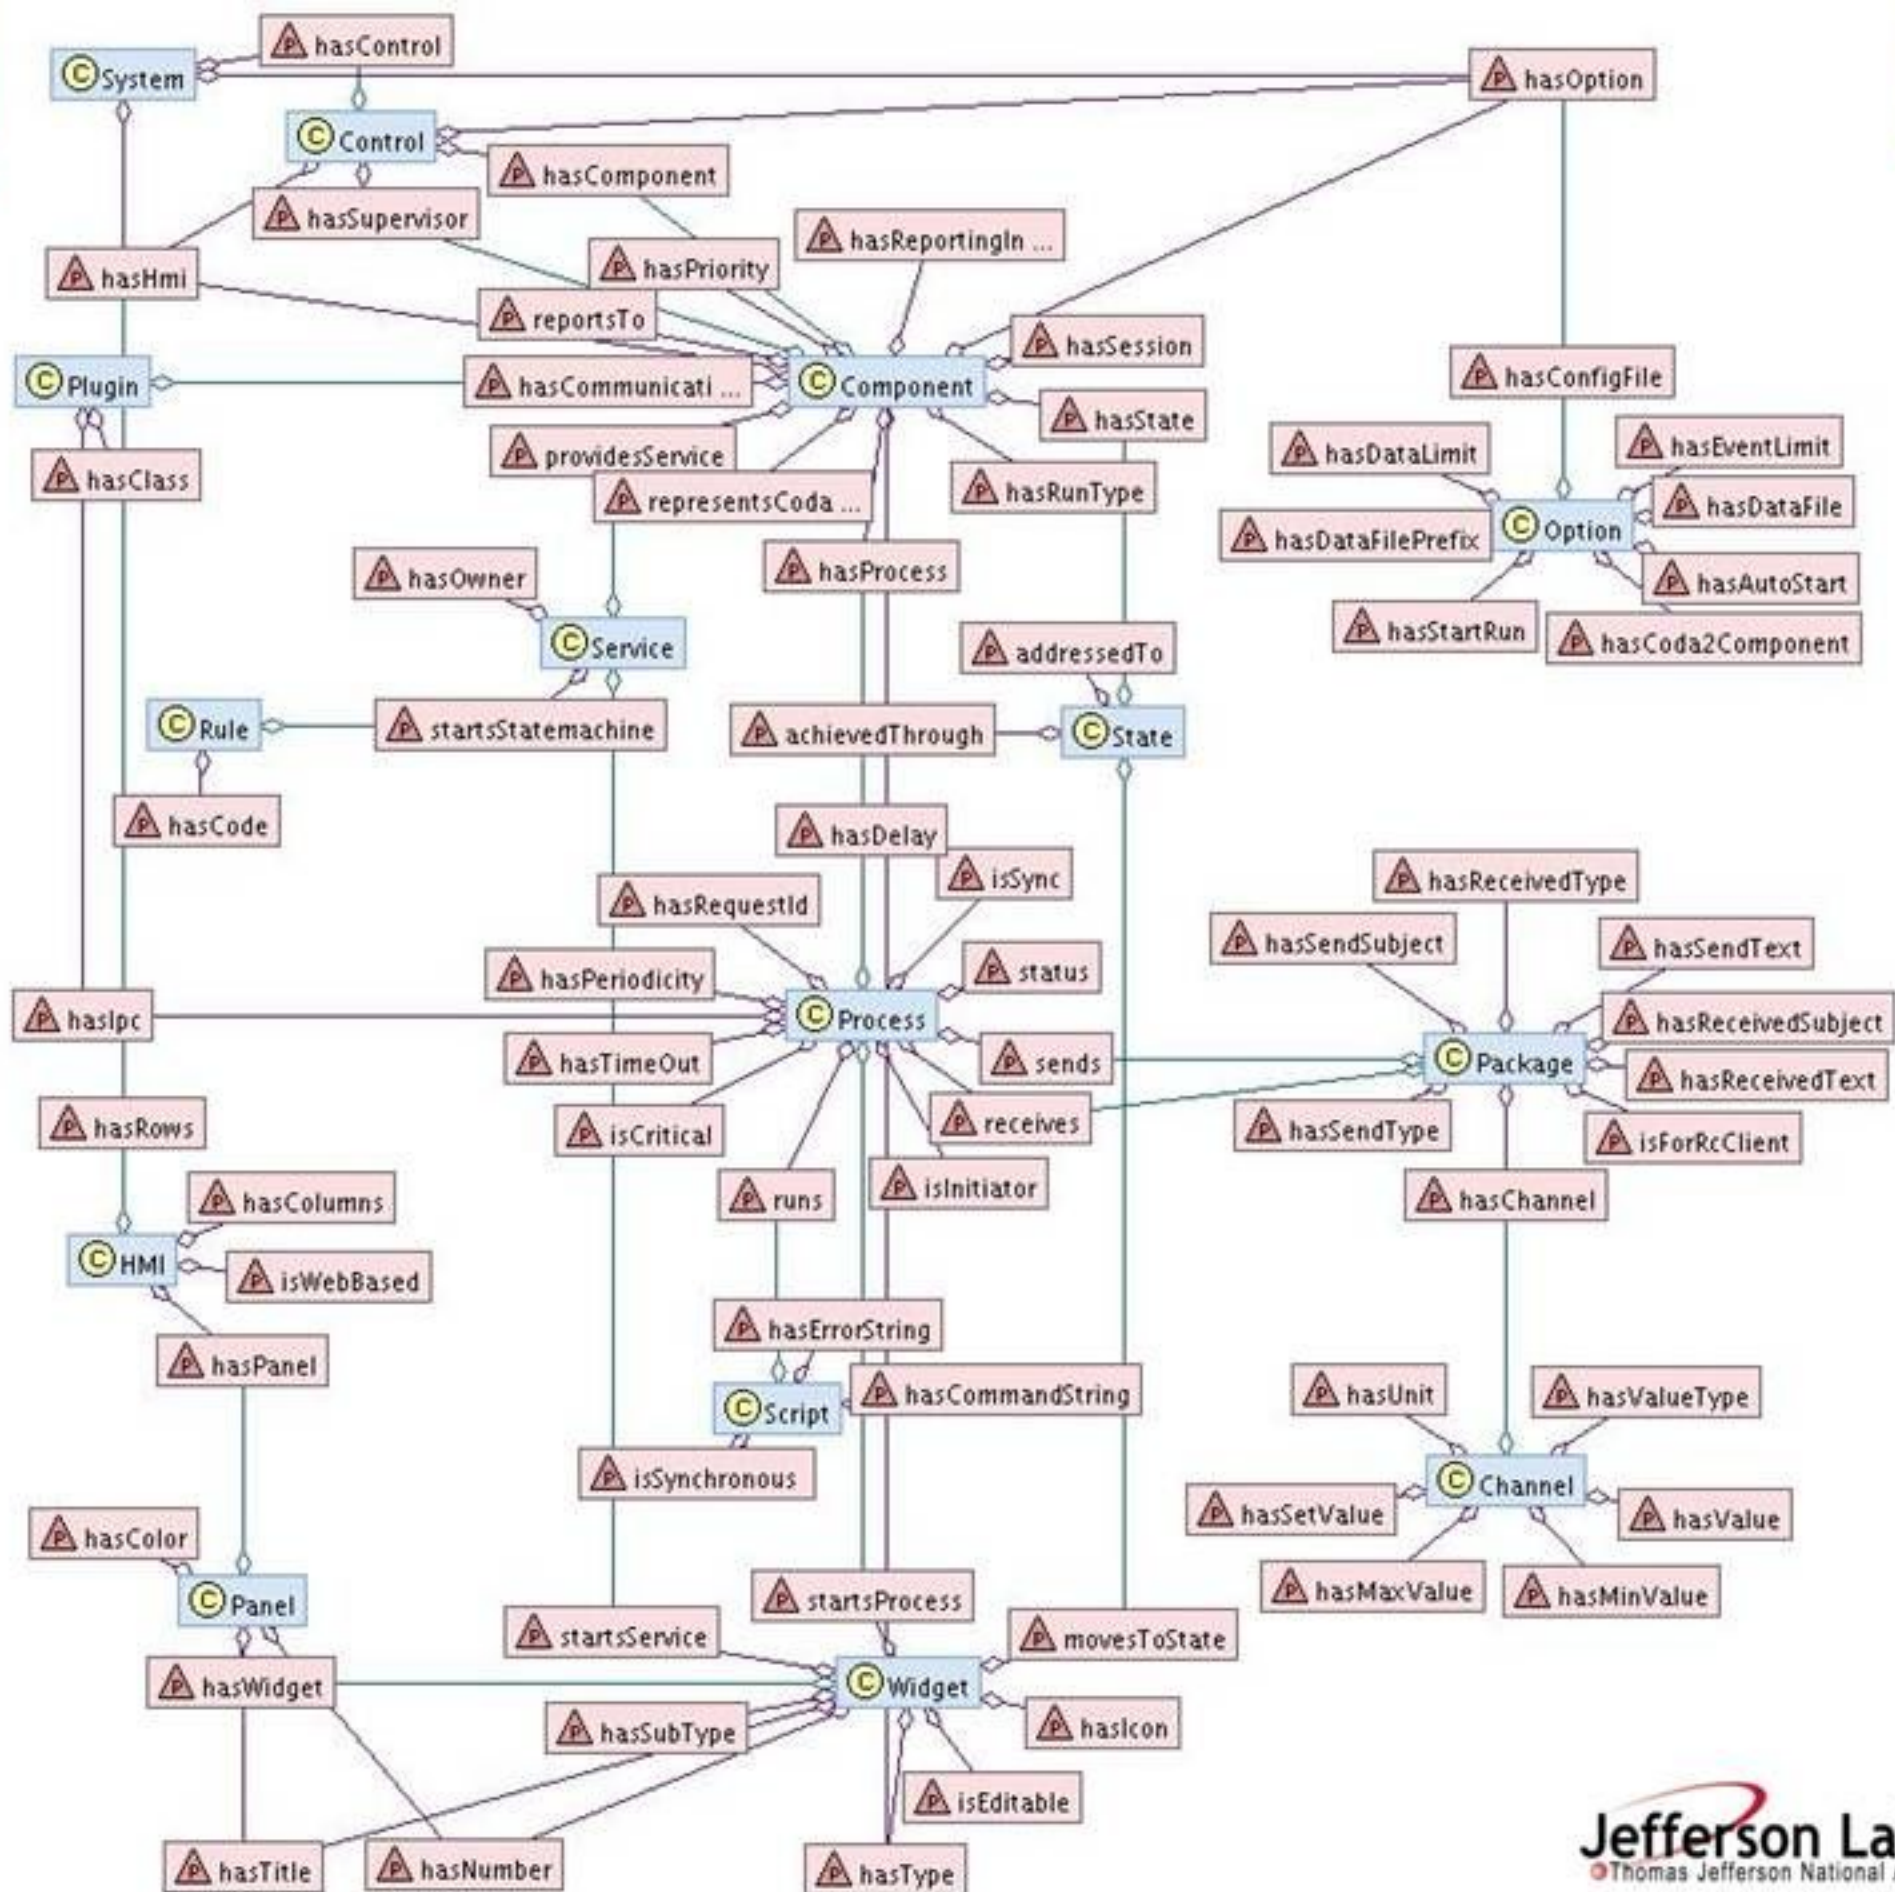 hasControl
System
hasOption
Control
hasComponent
hasSupervisor
hasReportingIn ...
hasPriority
hasHmi
reportsTo
hasSession
Plugin
hasCommunicati ...
Component
hasConfigFile
hasState
hasDataLimit
hasEventLimit
providesService
hasClass
representsCoda ...
hasRunType
hasDataFile
hasDataFilePrefix
Option
hasOwner
hasProcess
hasAutoStart
hasStartRun
hasCoda2Component
Service
addressedTo
Rule
startsStatemachine
achievedThrough
State
hasCode
hasDelay
isSync
hasReceivedType
hasRequestId
hasSendSubject
hasSendText
hasPeriodicity
status
hasIpc
Process
hasReceivedSubject
hasTimeOut
sends
Package
hasReceivedText
hasRows
isCritical
receives
hasSendType
isForRcClient
hasColumns
runs
isInitiator
hasChannel
HMI
isWebBased
hasErrorString
hasPanel
hasCommandString
hasUnit
hasValueType
Script
isSynchronous
Channel
hasSetValue
hasValue
hasColor
hasMaxValue
hasMinValue
Panel
startsProcess
startsService
movesToState
hasWidget
Widget
hasSubType
hasIcon
isEditable
hasTitle
hasNumber
hasType
Jefferson La
Thomas Jefferson National